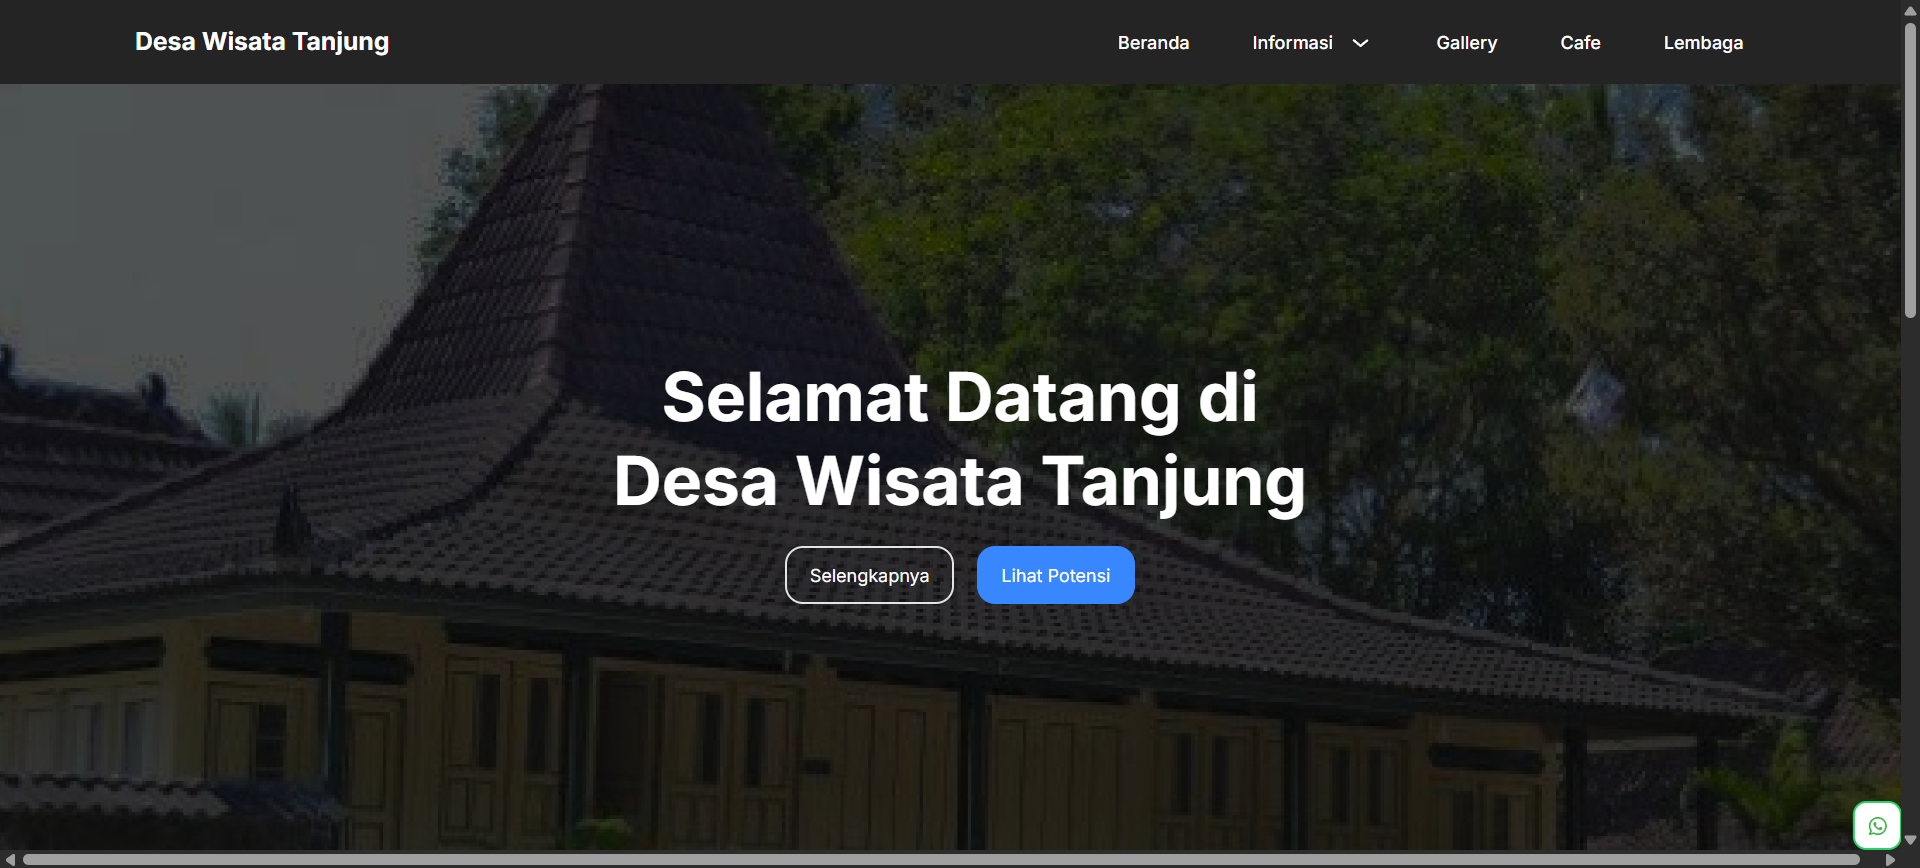 Desa Wisata Tanjung
Beranda
Informasi
Gallery
Cafe
Lembaga
Selamat Datang di
Desa Wisata Tanjung
Selengkapnya
Lihat Potensi